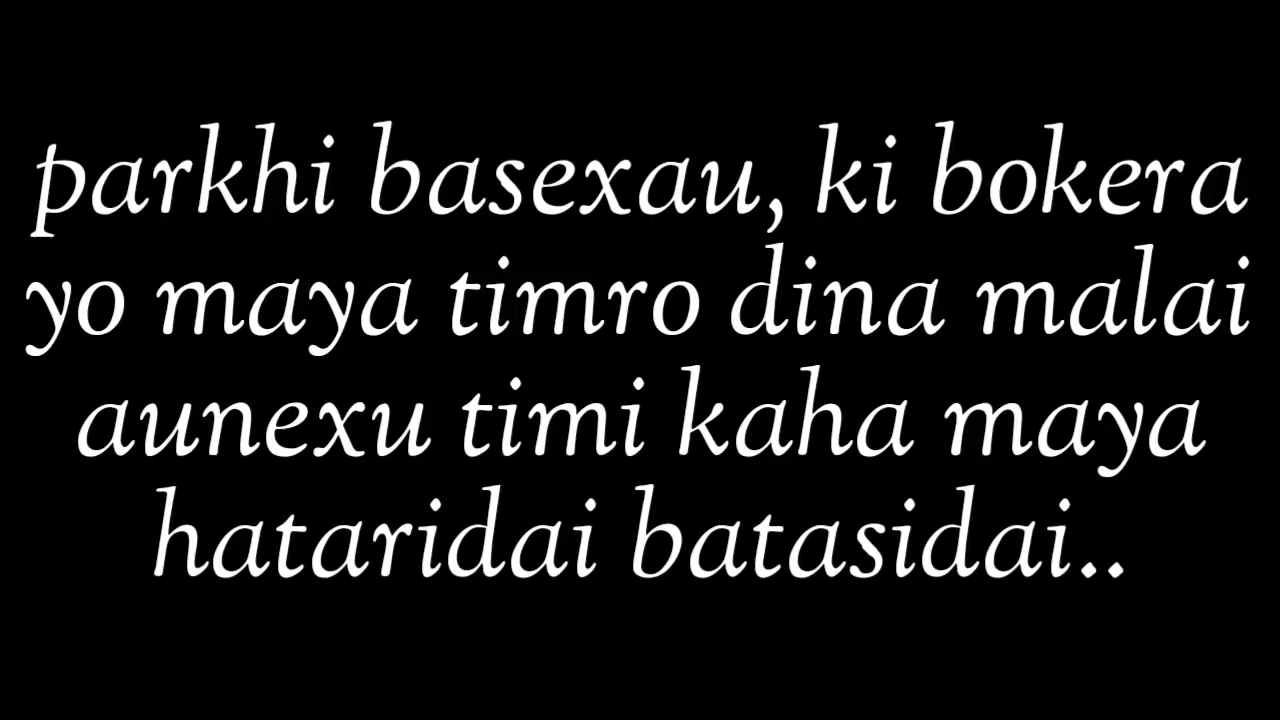 parkhi basexau, ki bokera
yo maya timro dina malai
aunexu timi kaha maya
hataridai batasidai..